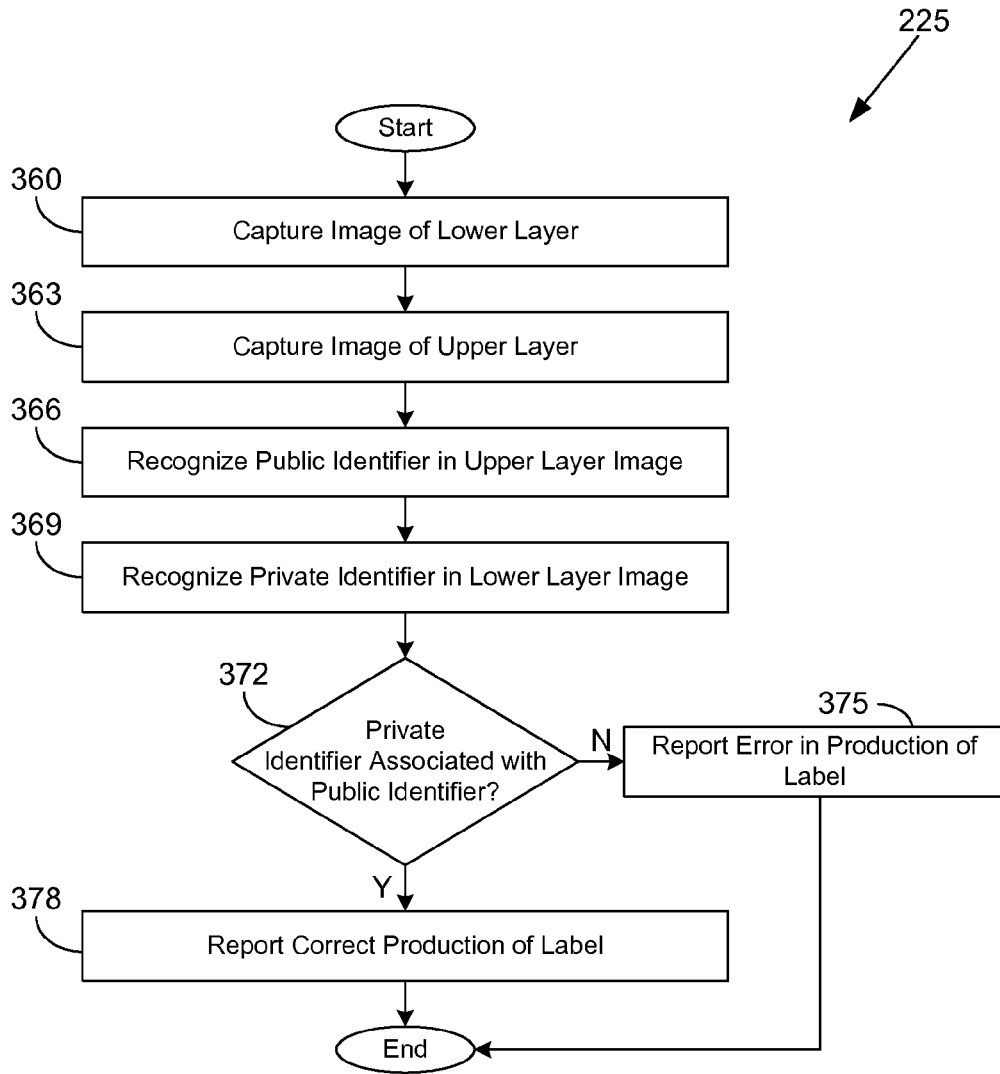 225
Start
360
Capture Image of Lower Layer
363
Capture Image of Upper Layer
366
Recognize Public Identifier in Upper Layer Image
369
Recognize Private Identifier in Lower Layer Image
372
Private
Identifier Associated with
Public Identifier?
N
375
Report Error in Production of
Label
Y
378
Report Correct Production of Label
End